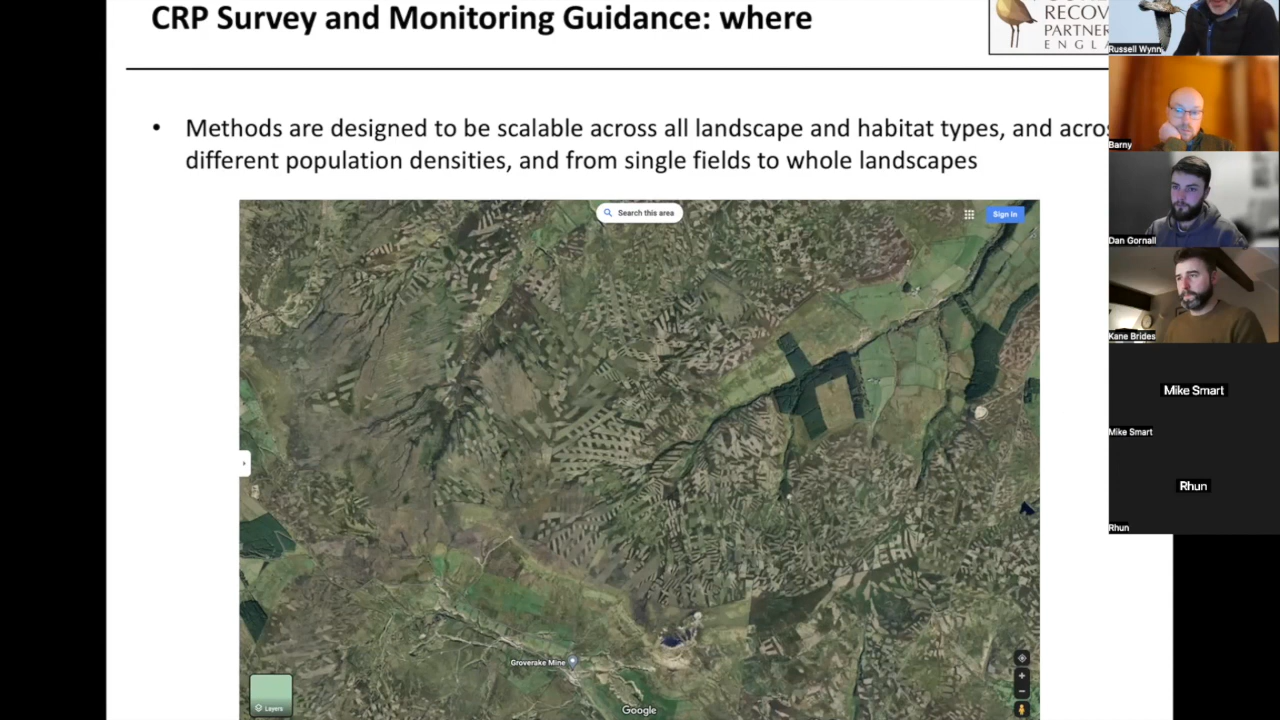 CRP Survey and Monitoring Guidance: where
RECOV
PARTNER
ENGLA
• Methods are designed to be scalable across all landscape and habitat types, and acros
different population densities, and from single fields to whole landscapes
Search this area
Sign in
Groverake Mine
Layers
Google
Russell Wynn
Barny
Dan Gornall
Kane Brides
Mike Smart
Mike Smart
Rhun
Rhun